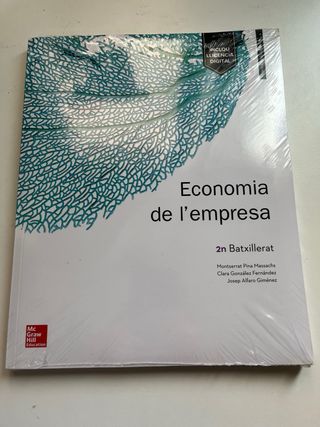 INCLOU
LLICÈNCIA
DIGITAL
Economia
de l'empresa
2n Batxillerat
Montserrat Pina Massachs
Clara González Fernández
Josep Alfaro Giménez
Mc
Graw
Hill
Education